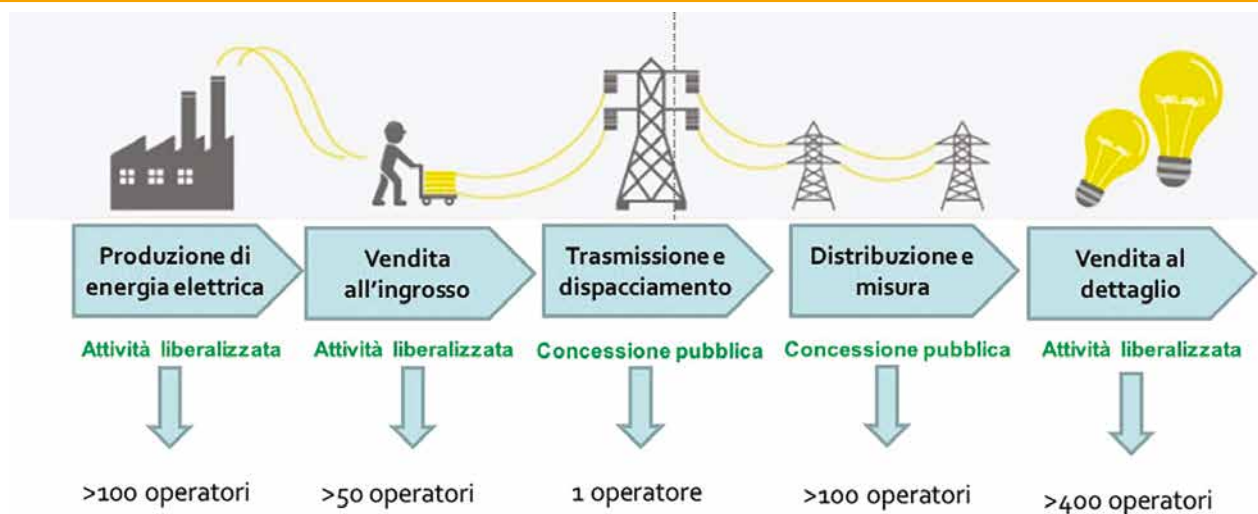 Produzione di
energia elettrica
Vendita
all'ingrosso
Trasmissione e
dispacciamento
Distribuzione e
misura
Vendita al
dettaglio
Attività liberalizzata
Attività liberalizzata
Concessione pubblica
Concessione pubblica
Attività liberalizzata
>100 operatori
>50 operatori
1 operatore
>100 operatori
>400 operatori